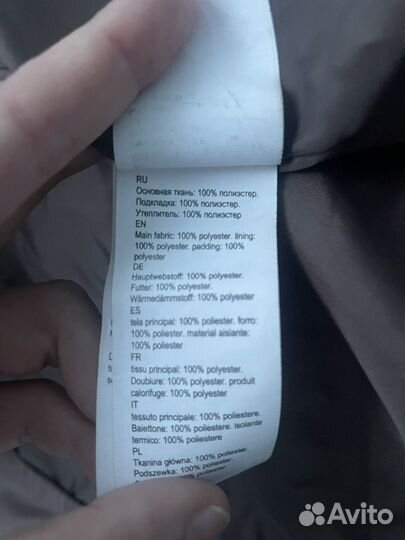 RU
Основная ткань: 100% полиэстер.
Подкладка: 100% полиэстер.
Утеплитель: 100% полиэстер
EN
Main fabric: 100% polyester. lining:
100% polyester. padding: 100%
polyester
DE
Hauptwebstoff: 100% polyester.
Futter: 100% polyester.
Wärmedämmstoff: 100% polyester
ES
tela principal: 100% poliester. forro:
100% poliester. material aislante:
100% poliester
FR
tissu principal: 100% polyester.
Doublure: 100% polyester. produit
calorifuge: 100% polyester
IT
tessuto principale: 100% poliestere.
Baiettone: 100% poliestere. isolante
termico: 100% poliestere
PL
Tkanina główna: 100% poliester.
Podszewka: 100% poliester.
Avito